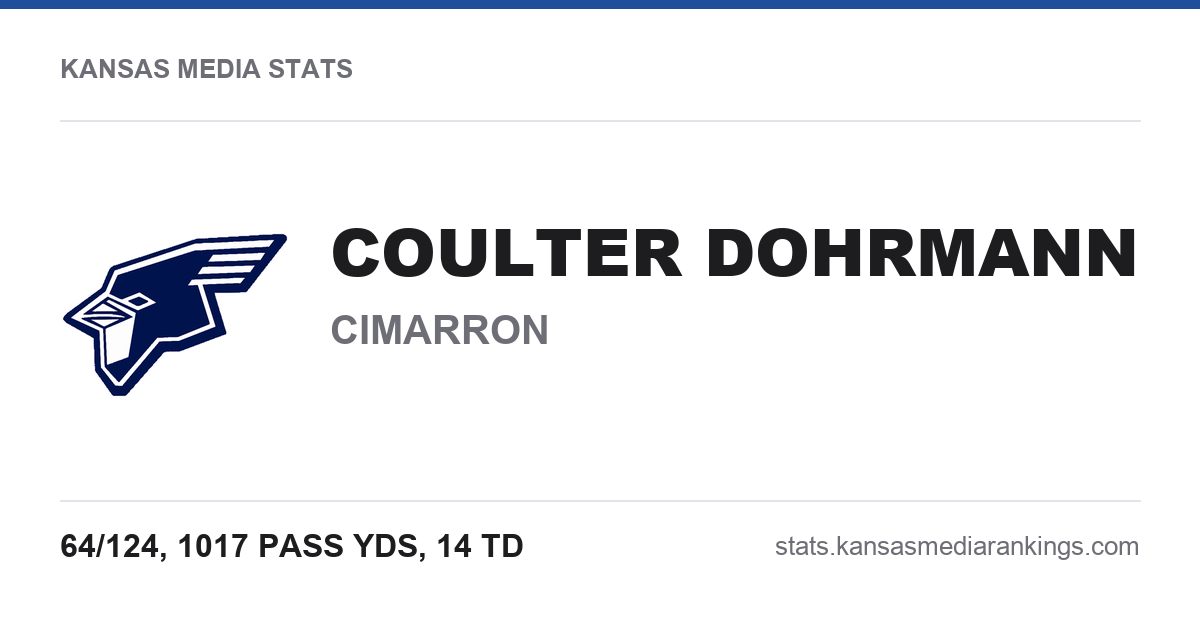 KANSAS MEDIA STATS
COULTER DOHRMANN
CIMARRON
64/124, 1017 PASS YDS, 14 TD
stats.kansasmediarankings.com